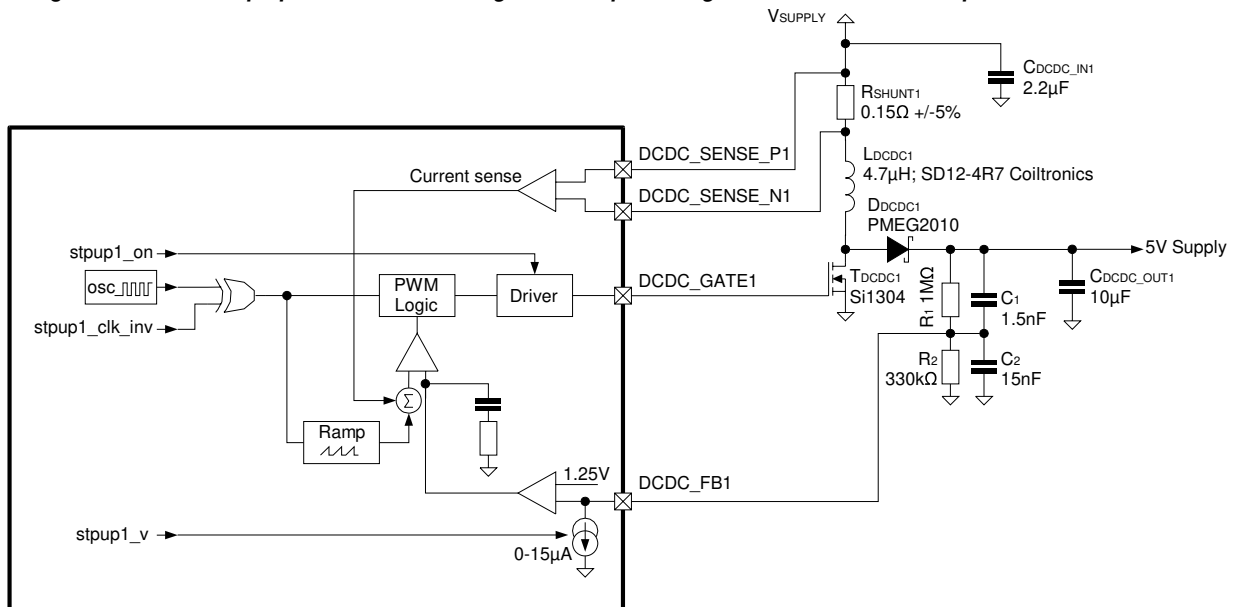 VSUPPLY
CDCDC_IN1
2.2µF
RSHUNT1
0.15Ω +/-5%
DCDC_SENSE_P1
LDCDC1
4.7µH; SD12-4R7 Coiltronics
Current sense
DCDC_SENSE_N1
DDCDC1
PMEG2010
stpup1_on
5V Supply
osc_
PWM
Logic
Driver
DCDC_GATE1
TDCDC1
Si1304
R1 1MΩ
C1
1.5nF
CDCDC_OUT1
10µF
stpup1_clk_inv
R2
330kΩ
C2
15nF
Σ
Ramp
1.25V
DCDC_FB1
stpup1_v
0-15µA